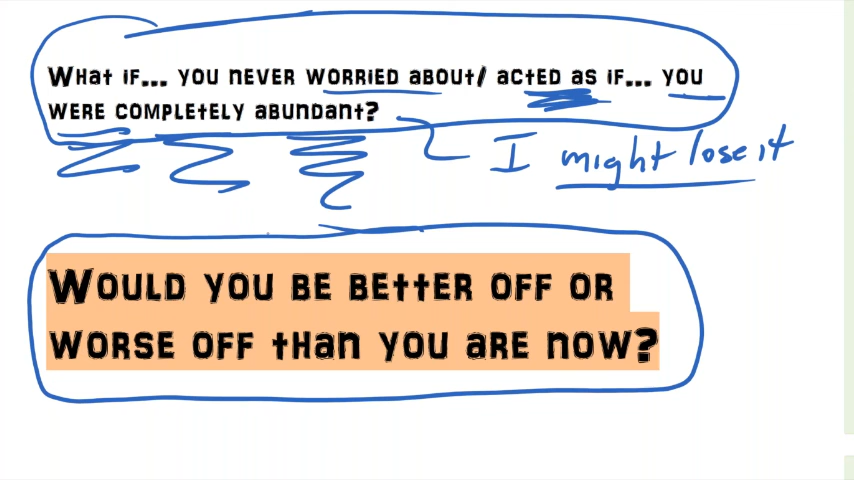 What if... you never worried about/ acted as if... you
were completely abundant?
I might lose it
Would you be better off or
worse off than you are now?